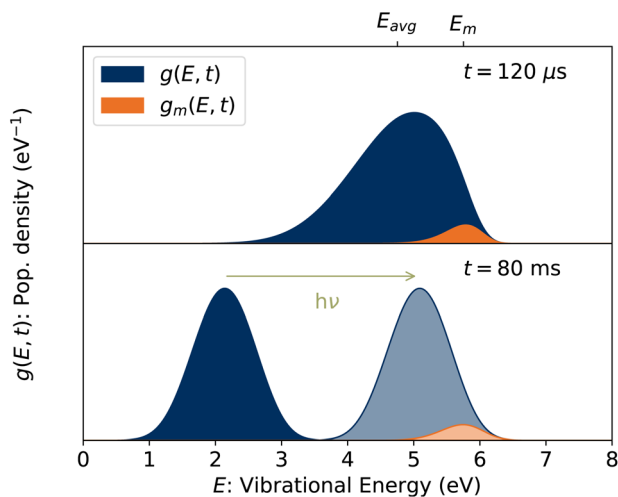 E_avg E_m
g(E, t)
g_m(E, t)
t = 120 μs
t = 80 ms
hν
g(E, t): Pop. density (eV⁻¹)
0 1 2 3 4 5 6 7 8
E: Vibrational Energy (eV)